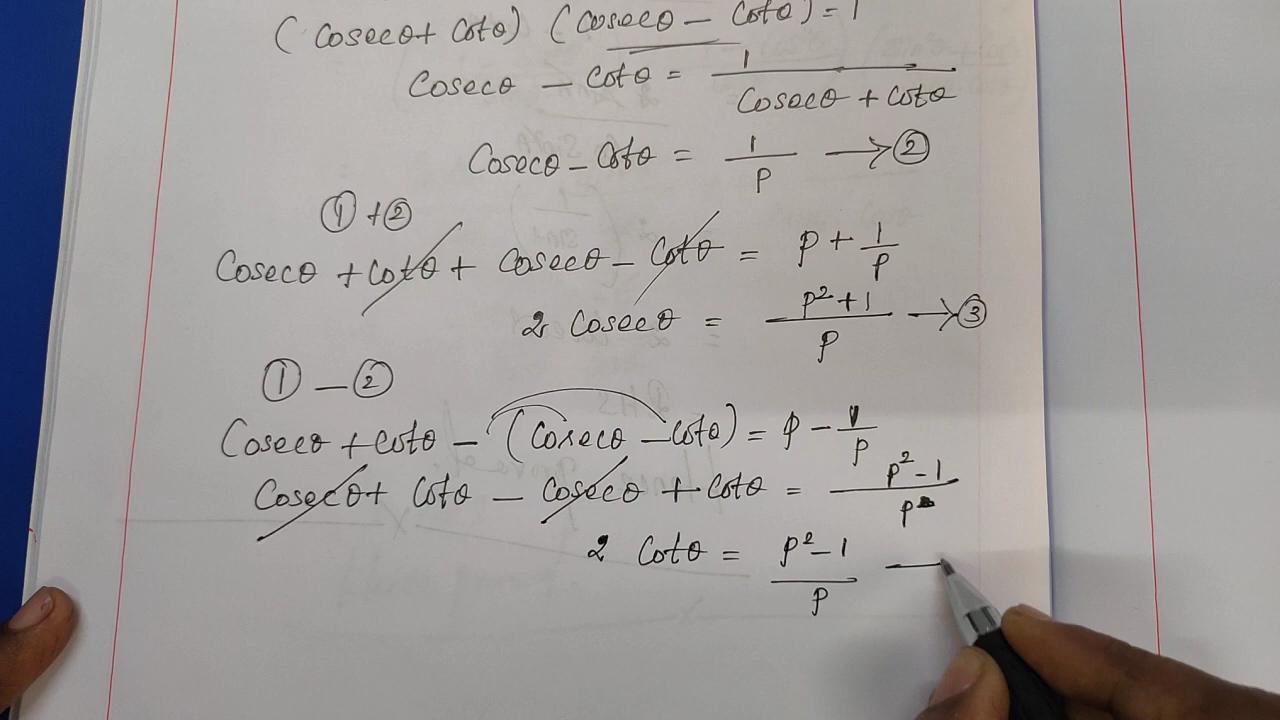 (Cosecθ + Cotθ) (Cosecθ - Cotθ) = 1
Cosecθ - Cotθ = 1/(Cosecθ + Cotθ)
Cosecθ - Cotθ = 1/P → ②
① + ②
Cosecθ + Cotθ + Cosecθ - Cotθ = P + 1/P
2 Cosecθ = (P² + 1)/P → ③
① - ②
Cosecθ + Cotθ - (Cosecθ - Cotθ) = P - 1/P
Cosecθ + Cotθ - Cosecθ + Cotθ = (P² - 1)/P
2 Cotθ = (P² - 1)/P —